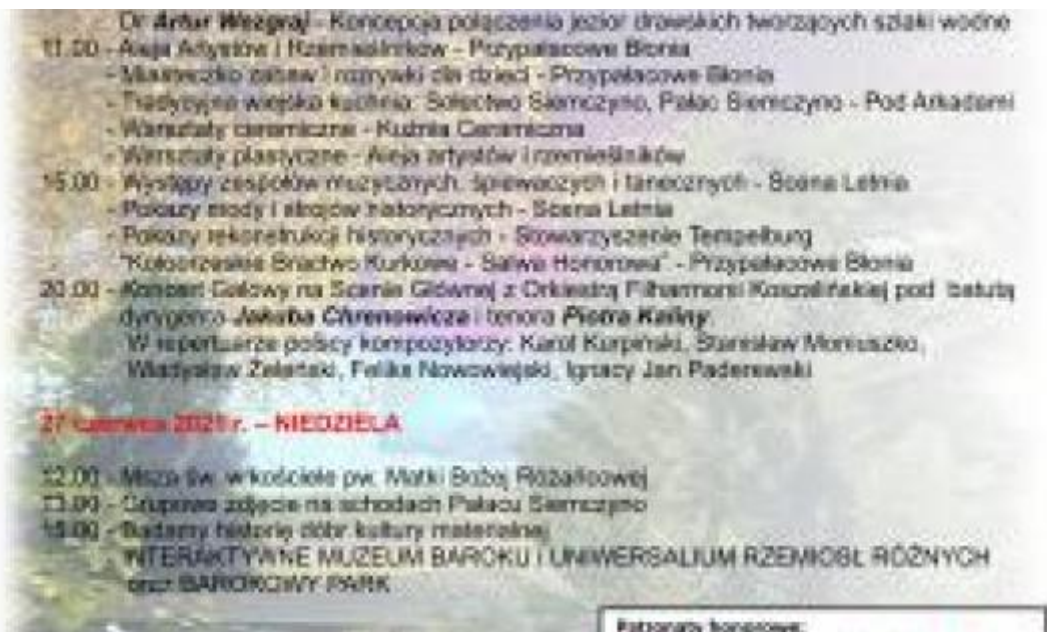 Dr Artur Wezgraj - Koncepcja połączenia jezior drawskich tworzących szlaki wodne
11.00 - Aleja Artystów i Rzemieślników - Przypałacowe Błonia
- Miasteczko zabaw i rozrywki dla dzieci - Przypałacowe Błonia
- Tradycyjna wiejska kuchnia: Sołectwo Siemczyno, Pałac Siemczyno - Pod Arkadami
- Warsztaty ceramiczne - Kuźnia Ceramiczna
- Warsztaty plastyczne - Aleja artystów i rzemieślników
15.00 - Występy zespołów muzycznych, śpiewaczych i tanecznych - Scena Letnia
- Pokazy mody i strojów historycznych - Scena Letnia
- Pokazy rekonstrukcji historycznych - Stowarzyszenie Tempelburg
"Kołobrzeskie Bractwo Kurkowe - Salwa Honorowa" - Przypałacowe Błonia
20.00 - Koncert Galowy na Scenie Głównej z Orkiestrą Filharmonii Koszalińskiej pod batutą
dyrygenta Jakuba Chrenowicza i tenora Piotra Kaliny.
W repertuarze polscy kompozytorzy: Karol Kurpiński, Stanisław Moniuszko,
Władysław Żeleński, Feliks Nowowiejski, Ignacy Jan Paderewski
27 czerwca 2021 r. – NIEDZIELA
12.00 - Msza św. w kościele pw. Matki Bożej Różańcowej
13.00 - Grupowe zdjęcie na schodach Pałacu Siemczyno
15.00 - Badamy historię dóbr kultury materialnej
INTERAKTYWNE MUZEUM BAROKU i UNIWERSALIUM RZEMIOSŁ RÓŻNYCH
oraz BAROKOWY PARK
Patronaty honorowe: